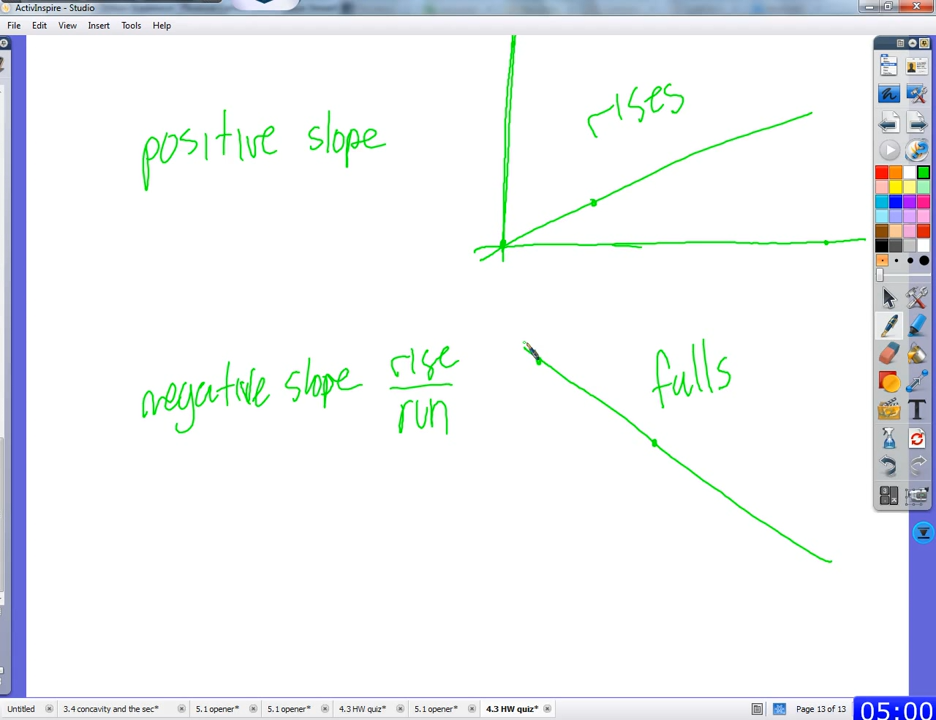 ActivInspire - Studio
File Edit View Insert Tools Help
rises
positive slope
negative slope rise
run
falls
Untitled 3.4 concavity and the sec* 5.1 opener* 5.1 opener* 4.3 HW quiz* 5.1 opener* 4.3 HW quiz* Page 13 of 13
05:00